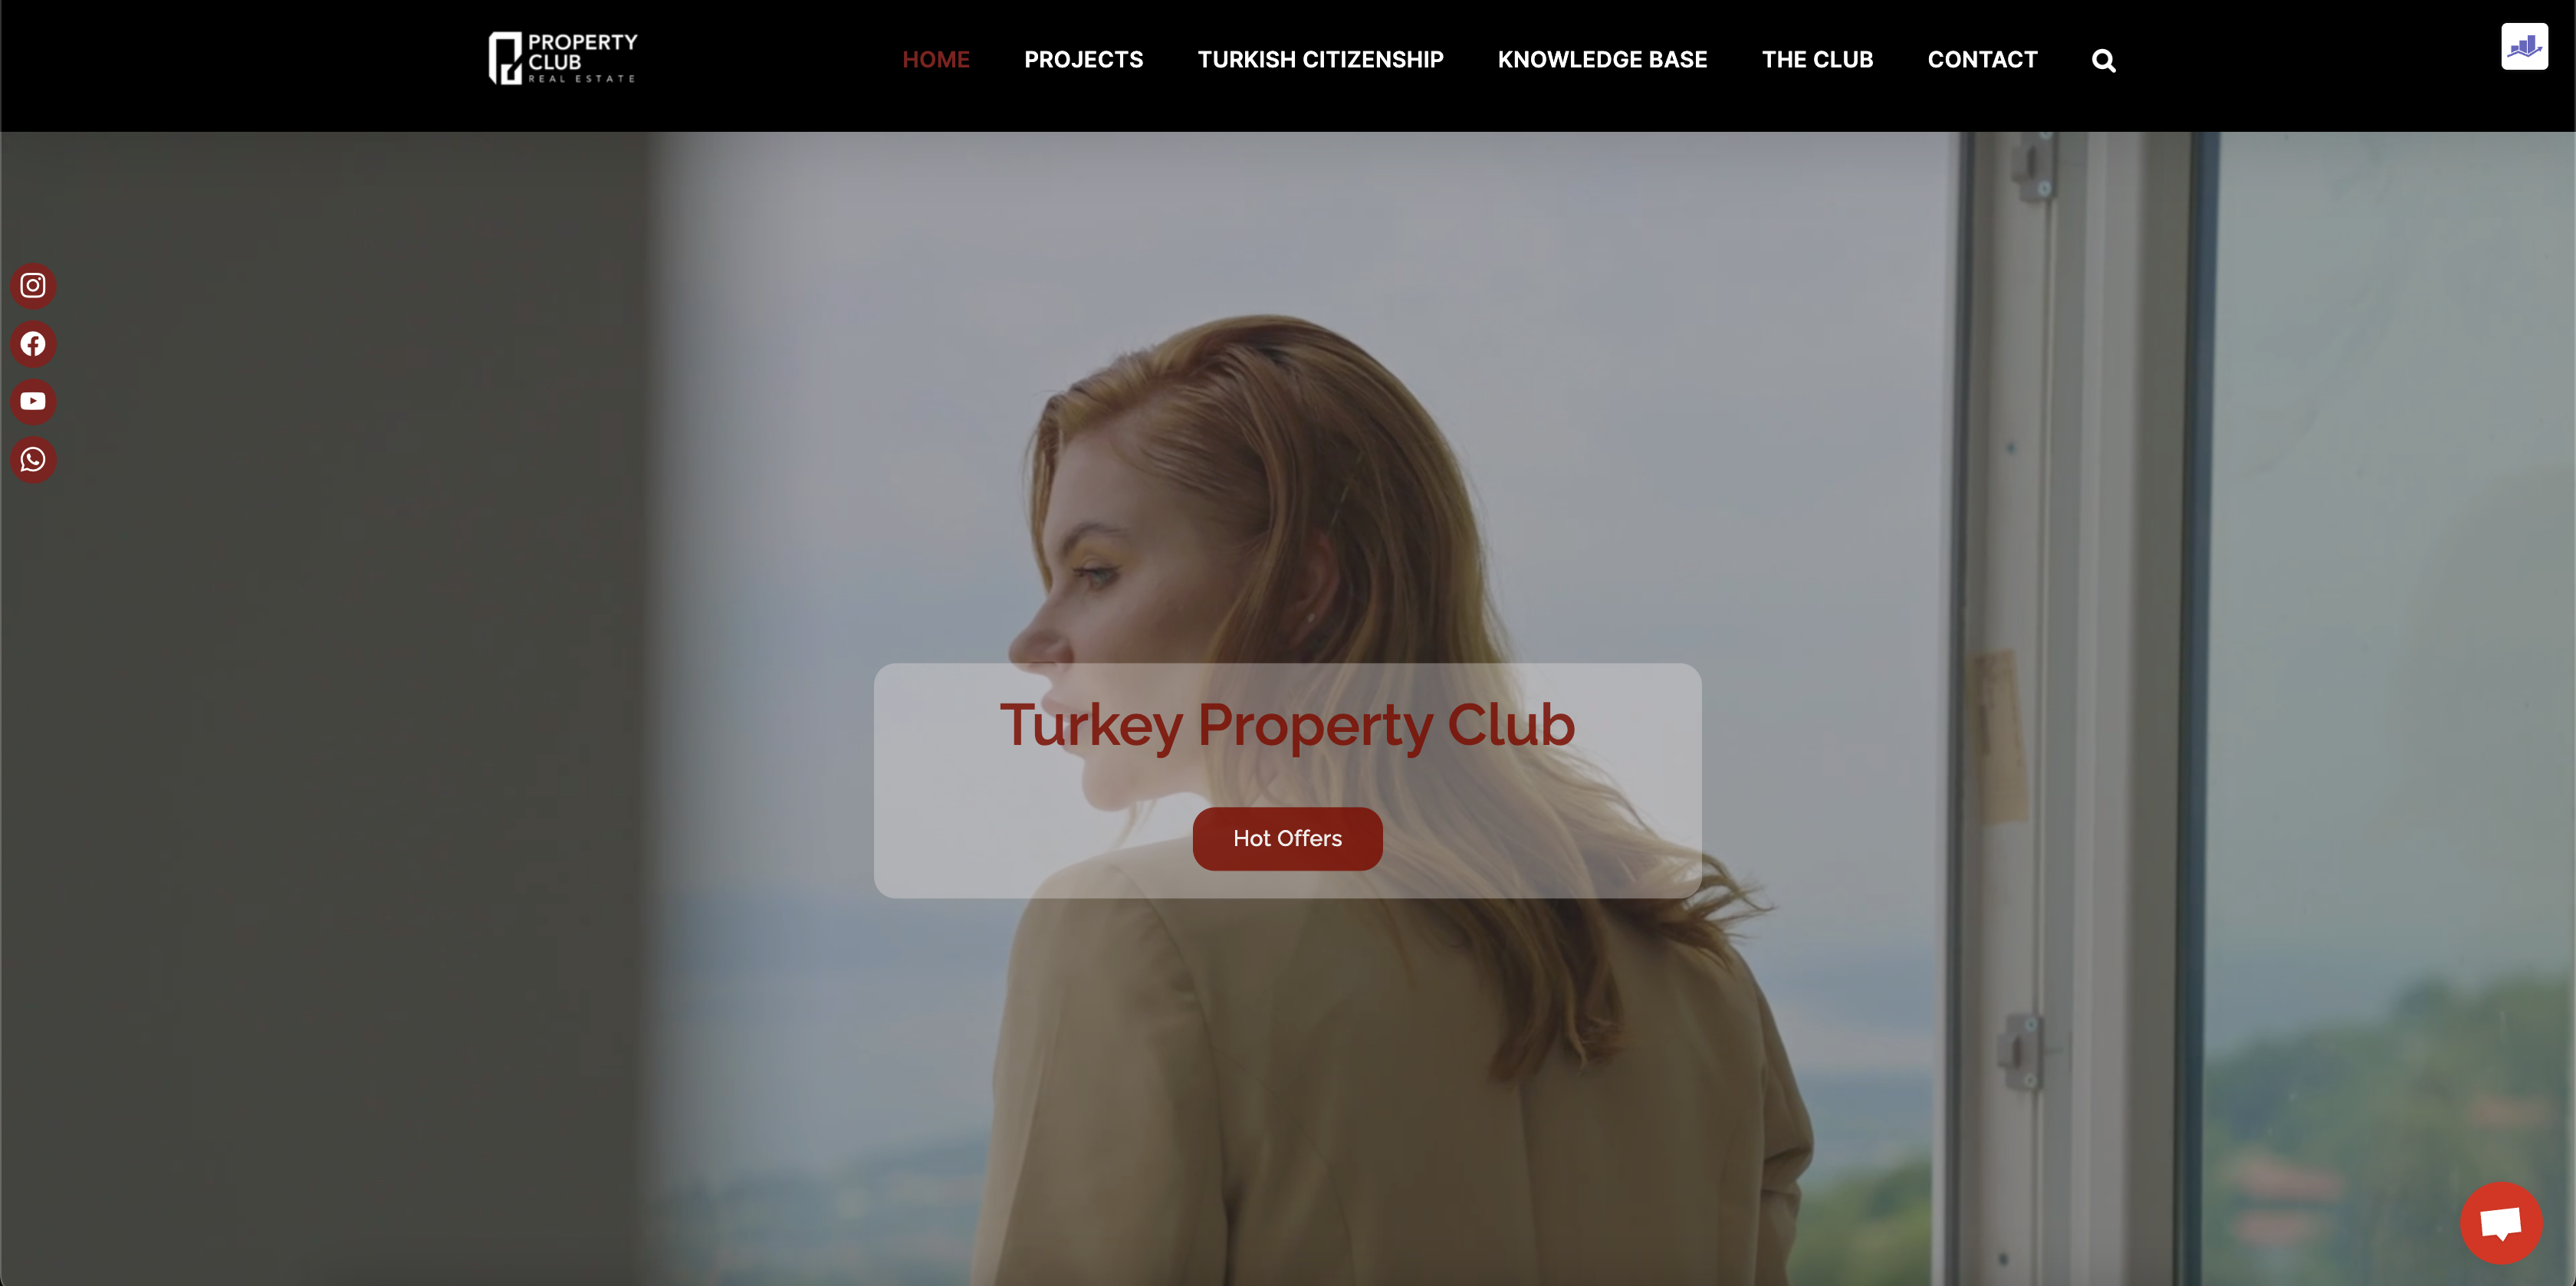 PROPERTY
CLUB
REAL ESTATE
HOME
PROJECTS
TURKISH CITIZENSHIP
KNOWLEDGE BASE
THE CLUB
CONTACT
Turkey Property Club
Hot Offers